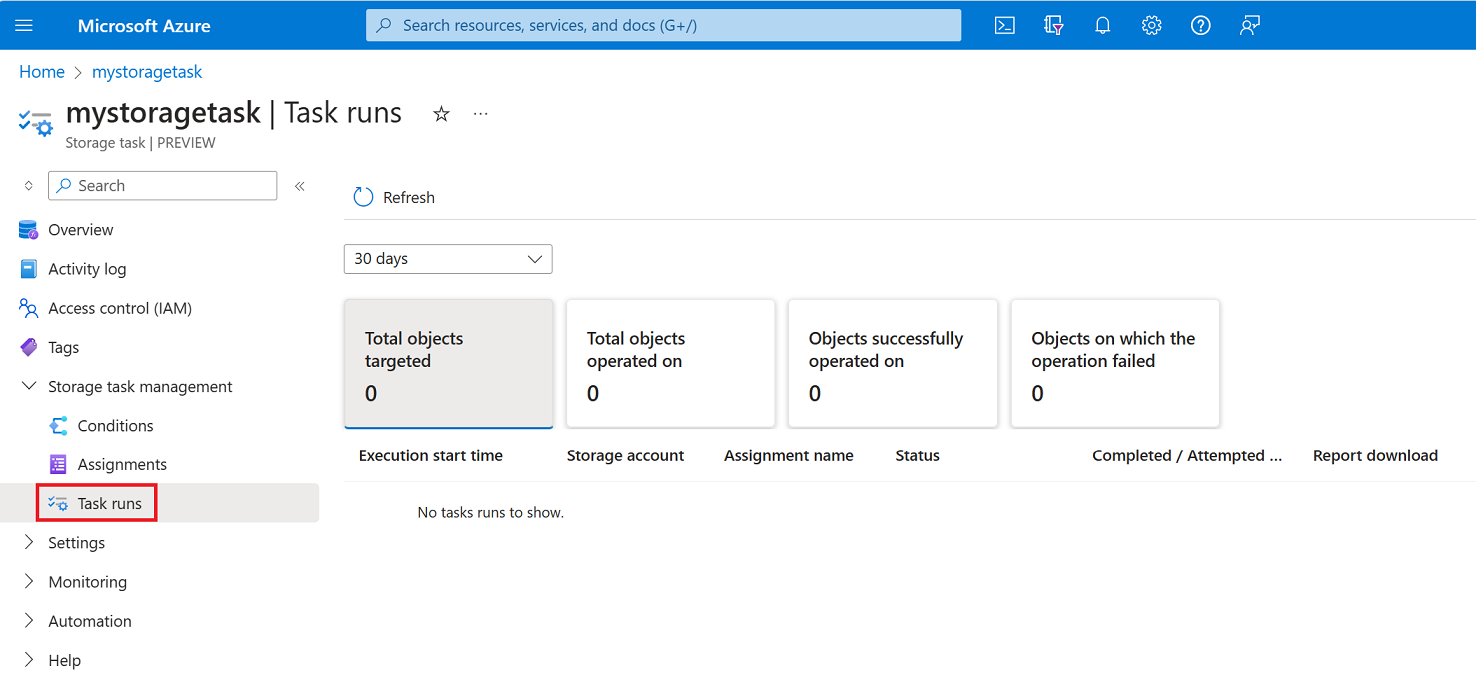 Microsoft Azure
Search resources, services, and docs (G+/)
Home > mystoragetask
mystoragetask | Task runs
Storage task | PREVIEW
Search
Overview
Activity log
Access control (IAM)
Tags
Storage task management
Conditions
Assignments
Task runs
Settings
Monitoring
Automation
Help
Refresh
30 days
Total objects
targeted
0
Total objects
operated on
0
Objects successfully
operated on
0
Objects on which the
operation failed
0
Execution start time Storage account Assignment name Status Completed / Attempted ... Report download
No tasks runs to show.